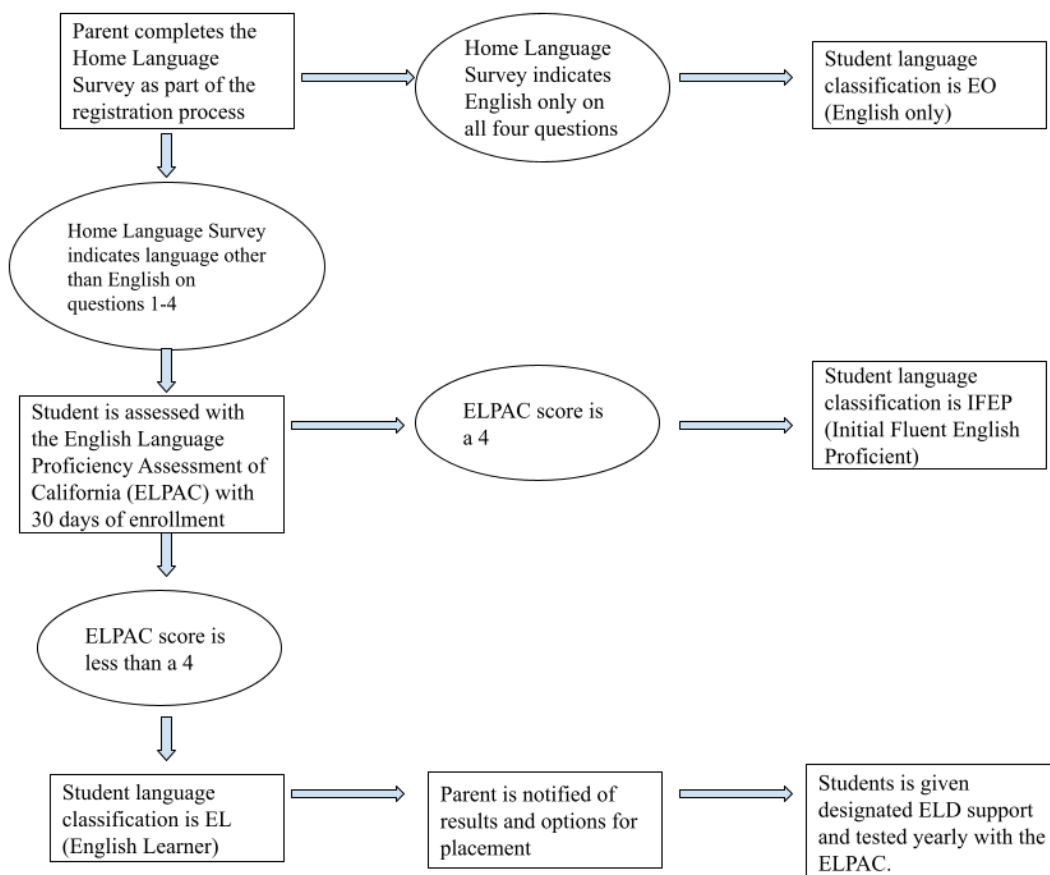 Parent completes the
Home Language
Survey as part of the
registration process
Home Language
Survey indicates
English only on
all four questions
Student language
classification is EO
(English only)
Home Language Survey
indicates language other
than English on
questions 1-4
Student is assessed with
the English Language
Proficiency Assessment of
California (ELPAC) with
30 days of enrollment
ELPAC score is
a 4
Student language
classification is IFEP
(Initial Fluent English
Proficient)
ELPAC score is
less than a 4
Student language
classification is EL
(English Learner)
Parent is notified of
results and options for
placement
Students is given
designated ELD support
and tested yearly with the
ELPAC.